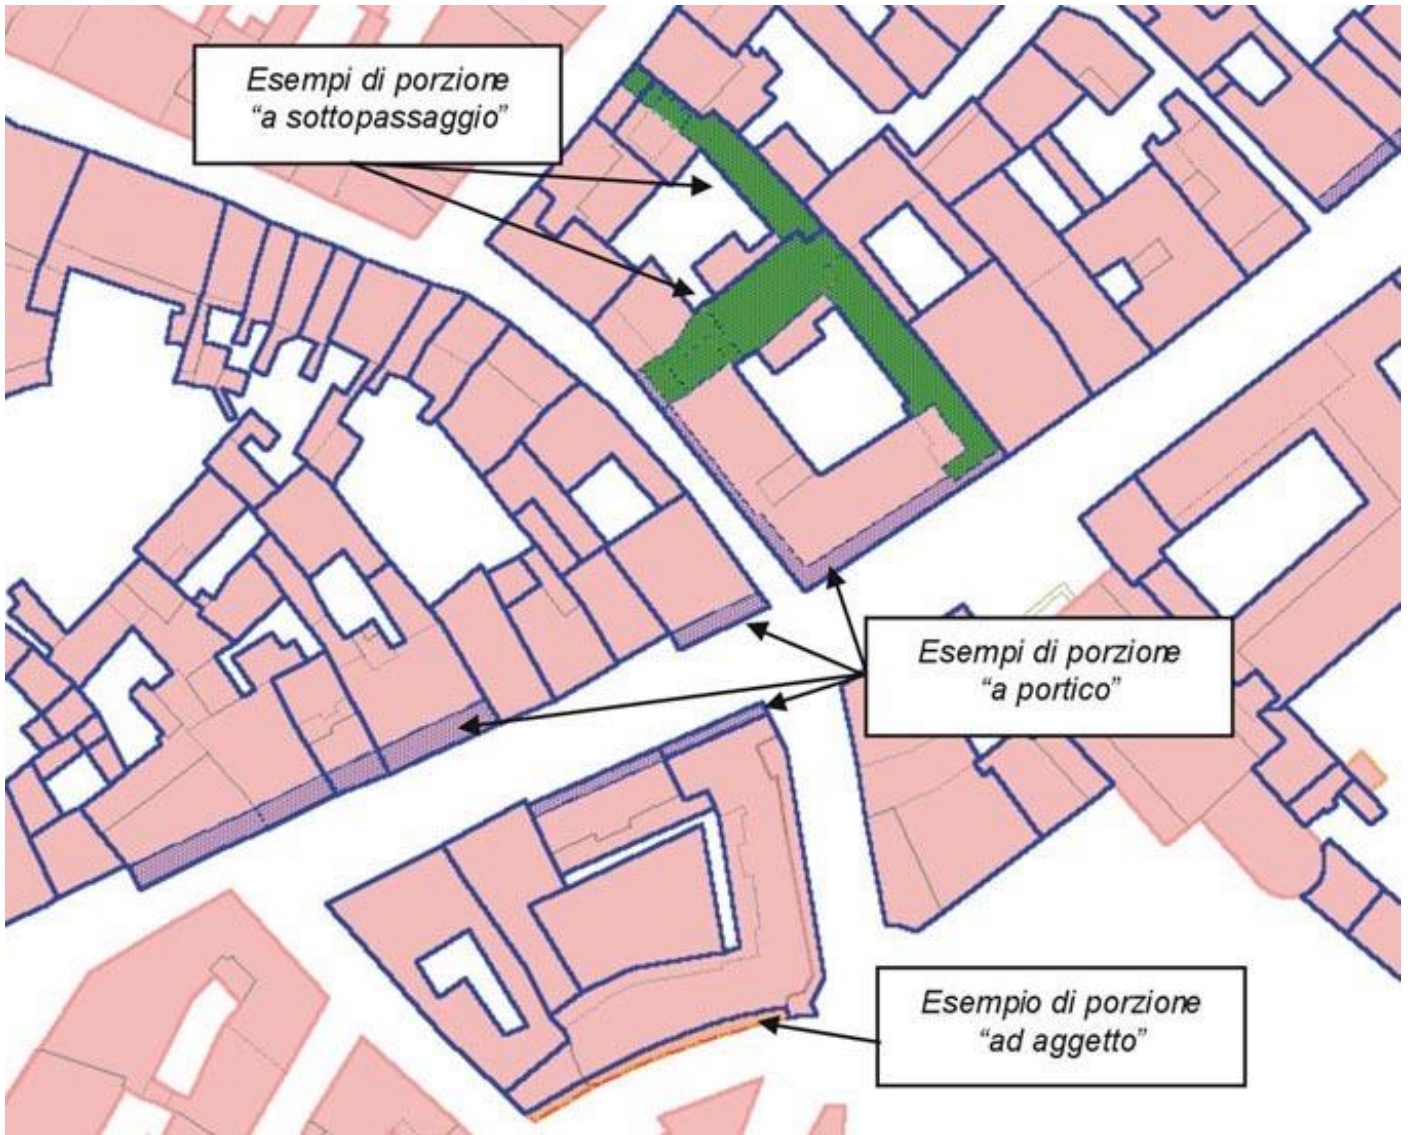 Esempi di porzione
“a sottopassaggio”
Esempi di porzione
“a portico”
Esempio di porzione
“ad aggetto”